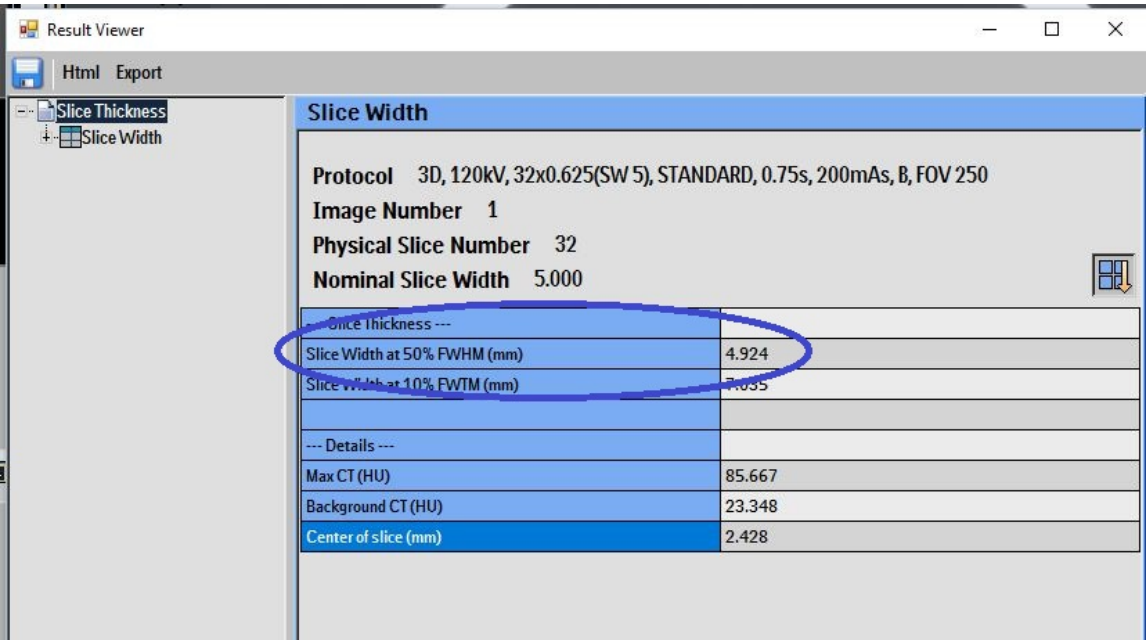 Result Viewer
Html Export
Slice Thickness
Slice Width
Slice Width
Protocol 3D, 120kV, 32x0.625(SW 5), STANDARD, 0.75s, 200mAs, B, FOV 250
Image Number 1
Physical Slice Number 32
Nominal Slice Width 5.000
--- Slice Thickness ---
Slice Width at 50% FWHM (mm) 4.924
Slice Width at 10% FWTM (mm)
--- Details ---
Max CT (HU) 85.667
Background CT (HU) 23.348
Center of slice (mm) 2.428